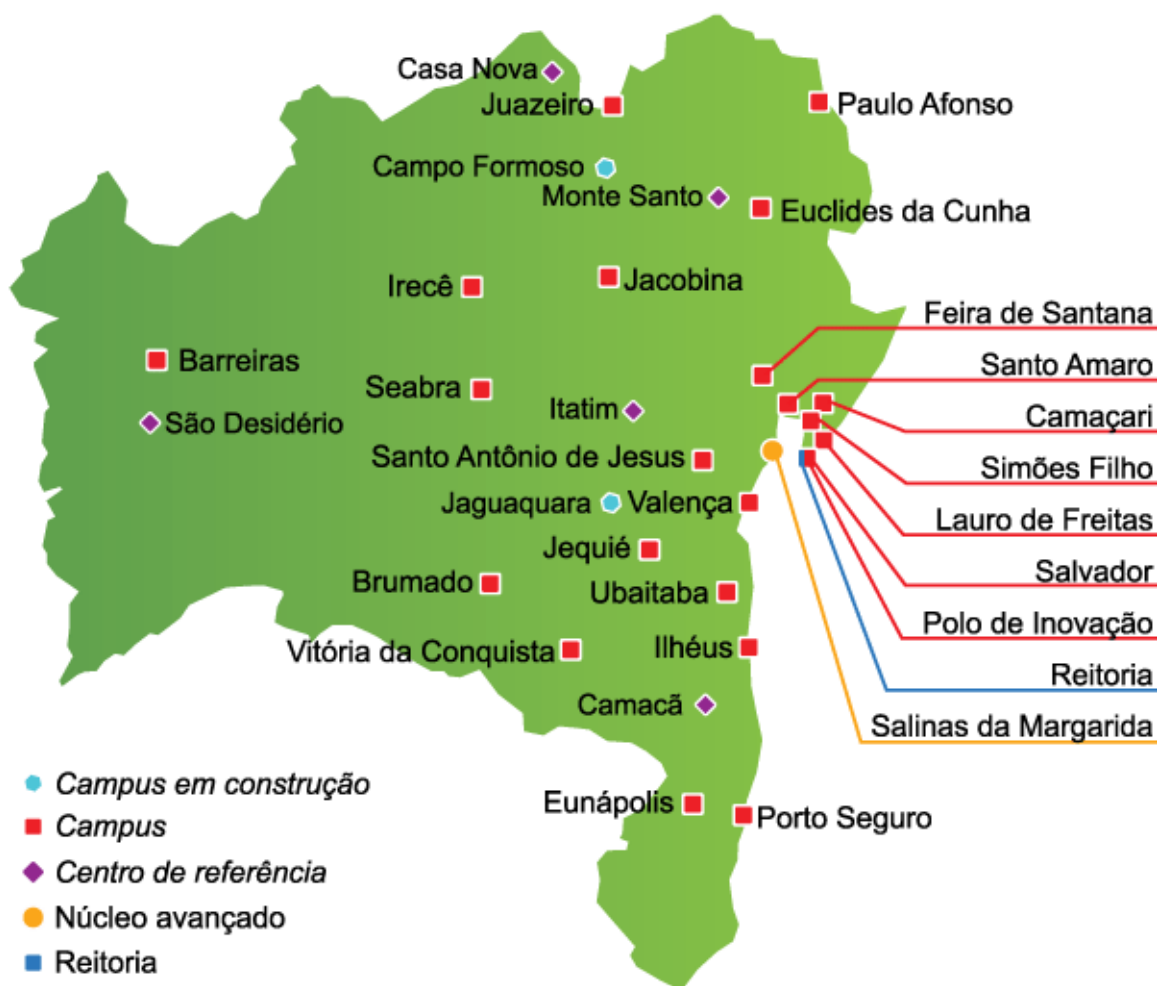 Casa Nova
Juazeiro
Paulo Afonso
Campo Formoso
Monte Santo
Euclides da Cunha
Irecê
Jacobina
Feira de Santana
Barreiras
Santo Amaro
Seabra
Itatim
Camaçari
São Desidério
Santo Antônio de Jesus
Simões Filho
Jaguaquara
Valença
Lauro de Freitas
Jequié
Salvador
Brumado
Ubaitaba
Polo de Inovação
Vitória da Conquista
Ilhéus
Reitoria
Camacã
Salinas da Margarida
Eunápolis
Porto Seguro
Campus em construção
Campus
Centro de referência
Núcleo avançado
Reitoria